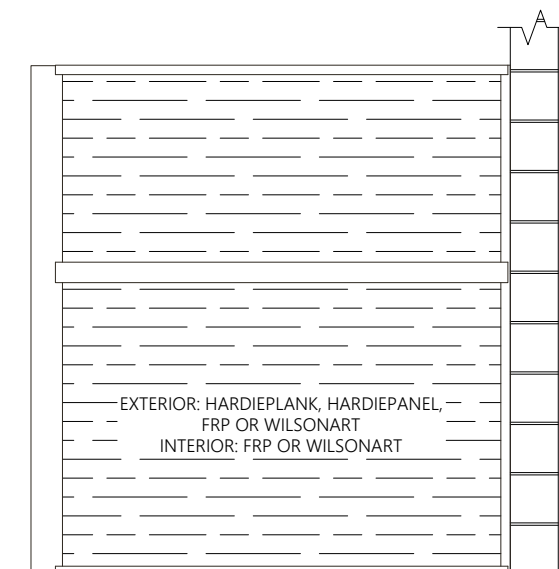 EXTERIOR: HARDIEPLANK, HARDIEPANEL,
FRP OR WILSONART
INTERIOR: FRP OR WILSONART